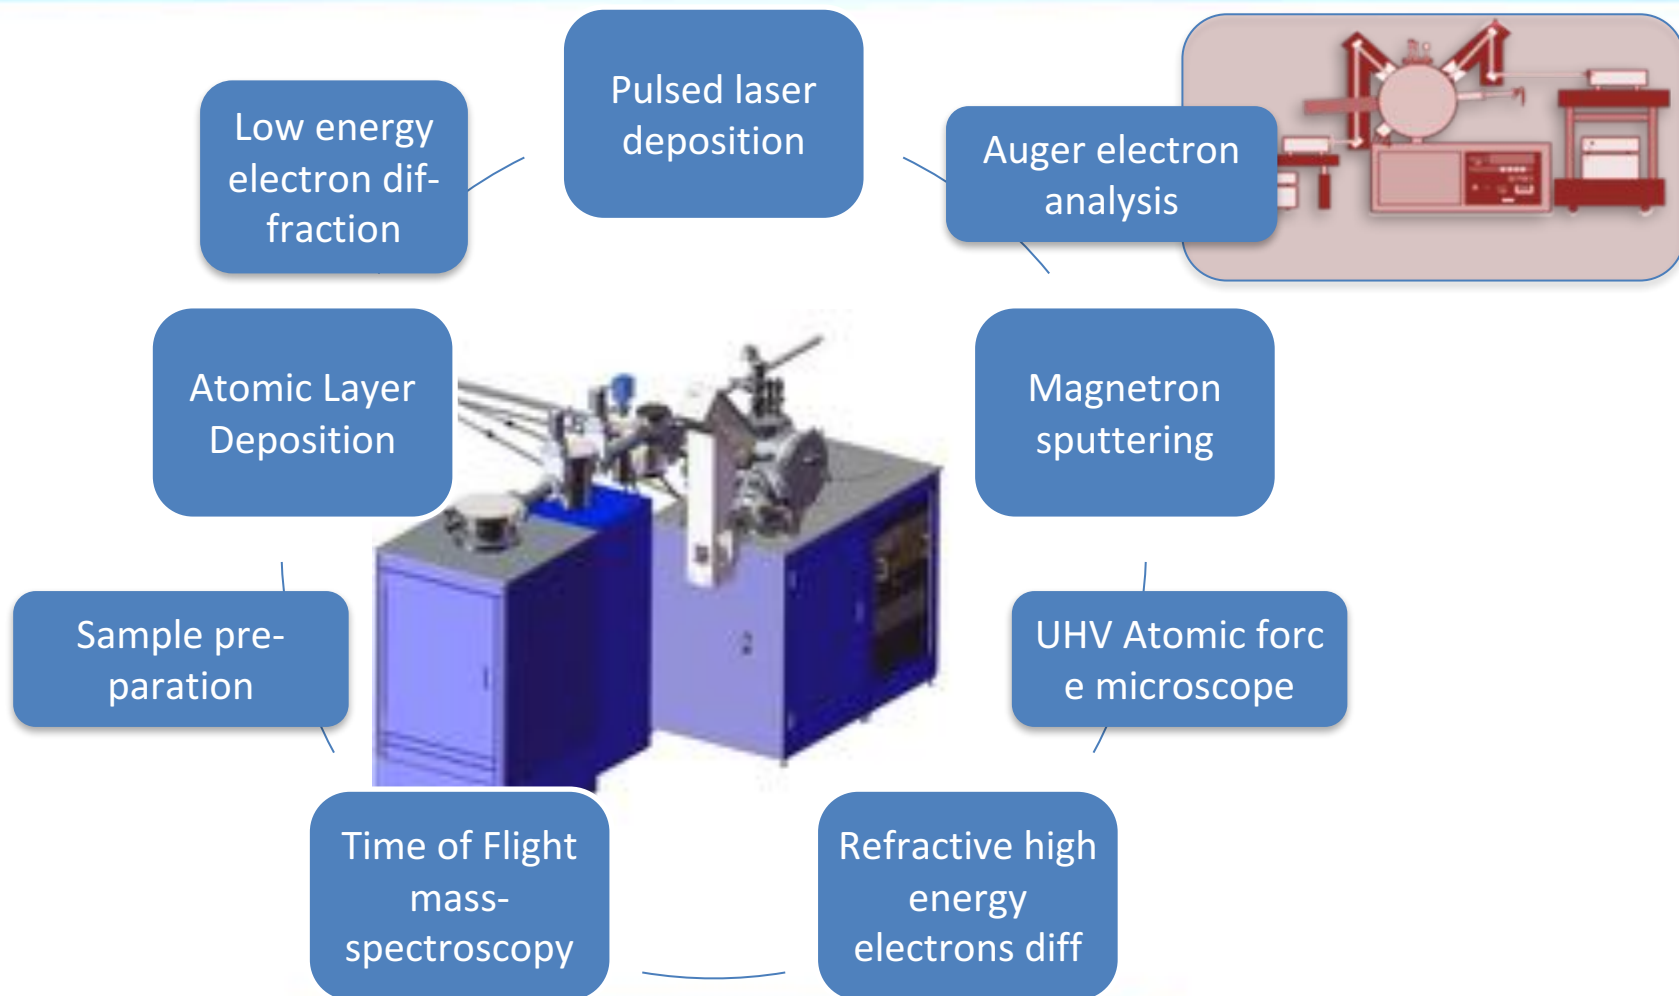 Pulsed laser
deposition
Low energy
electron dif-
fraction
Auger electron
analysis
Atomic Layer
Deposition
Magnetron
sputtering
Sample pre-
paration
UHV Atomic forc
e microscope
Time of Flight
mass-
spectroscopy
Refractive high
energy
electrons diff